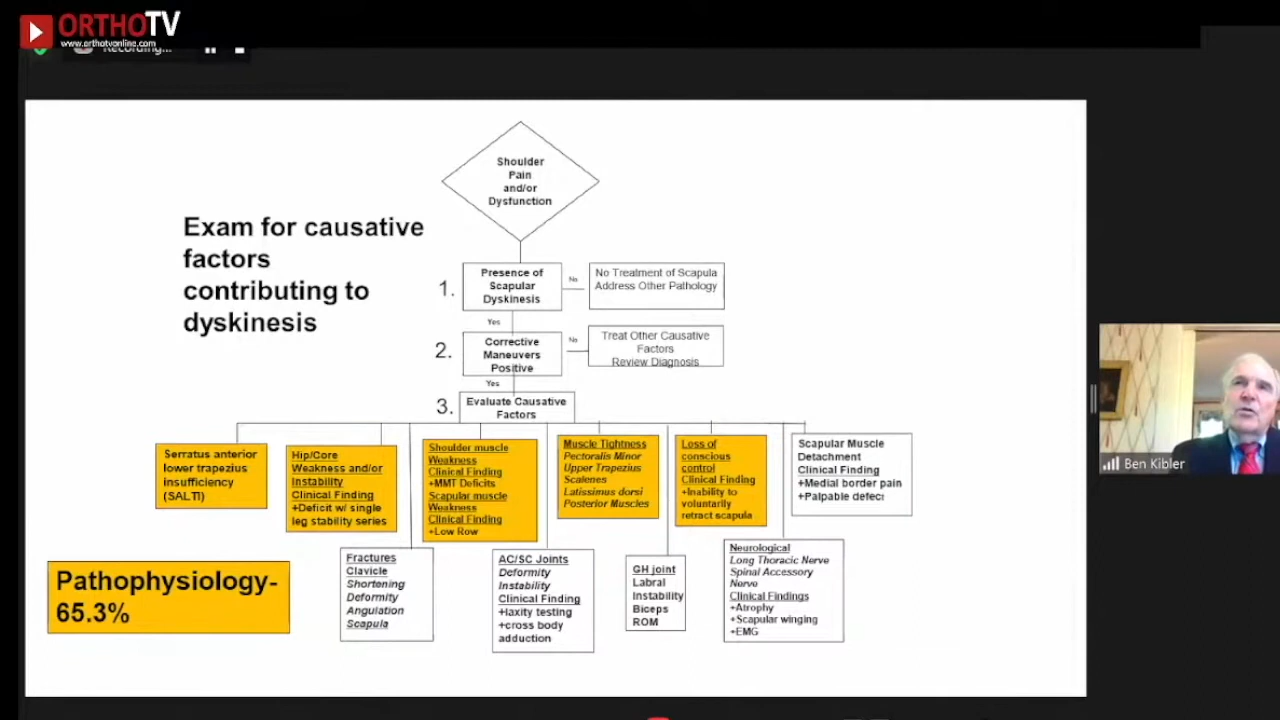 ORTHOTV
www.orthotvonline.com
Recording...
Shoulder
Pain
and/or
Dysfunction
Exam for causative
factors
contributing to
dyskinesis
1.
Presence of
Scapular
Dyskinesis
No
No Treatment of Scapula
Address Other Pathology
Yes
2.
Corrective
Maneuvers
Positive
No
Treat Other Causative
Factors
Review Diagnosis
Yes
3.
Evaluate Causative
Factors
Serratus anterior
lower trapezius
insufficiency
(SALTI)
Hip/Core
Weakness and/or
Instability
Clinical Finding
+Deficit w/ single
leg stability series
Shoulder muscle
Weakness
Clinical Finding
+MMT Deficits
Scapular muscle
Weakness
Clinical Finding
+Low Row
Muscle Tightness
Pectoralis Minor
Upper Trapezius
Scalenes
Latissimus dorsi
Posterior Muscles
Loss of
conscious
control
Clinical Finding
+Inability to
voluntarily
retract scapula
Scapular Muscle
Detachment
Clinical Finding
+Medial border pain
+Palpable defect
Fractures
Clavicle
Shortening
Deformity
Angulation
Scapula
AC/SC Joints
Deformity
Instability
Clinical Finding
+laxity testing
+cross body
adduction
GH joint
Labral
Instability
Biceps
ROM
Neurological
Long Thoracic Nerve
Spinal Accessory
Nerve
Clinical Findings
+Atrophy
+Scapular winging
+EMG
Pathophysiology-
65.3%
Ben Kibler